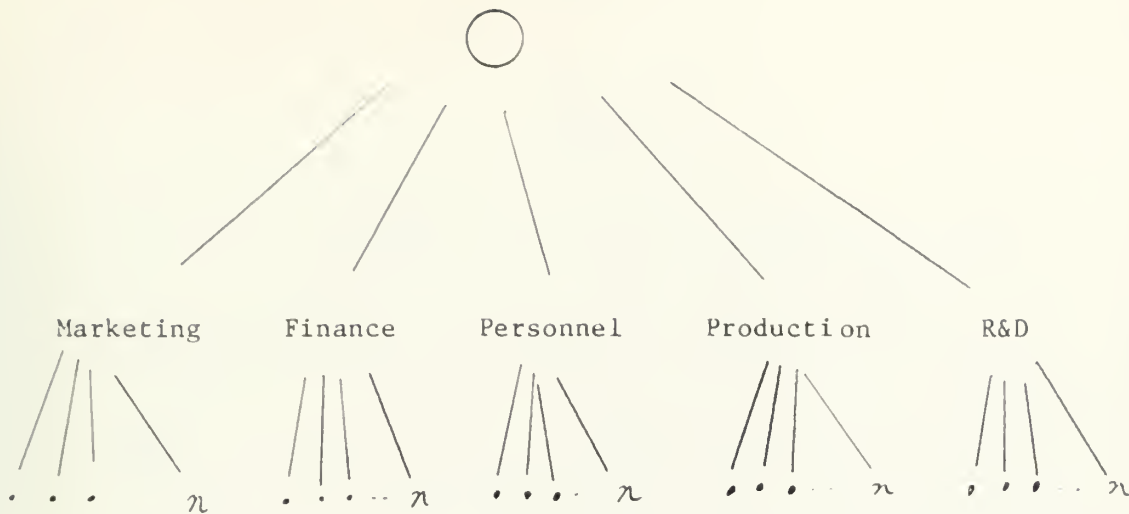 Marketing Finance Personnel Production R&D
. . . n . . . .. n . . . . n . . . .. n . . . .. n